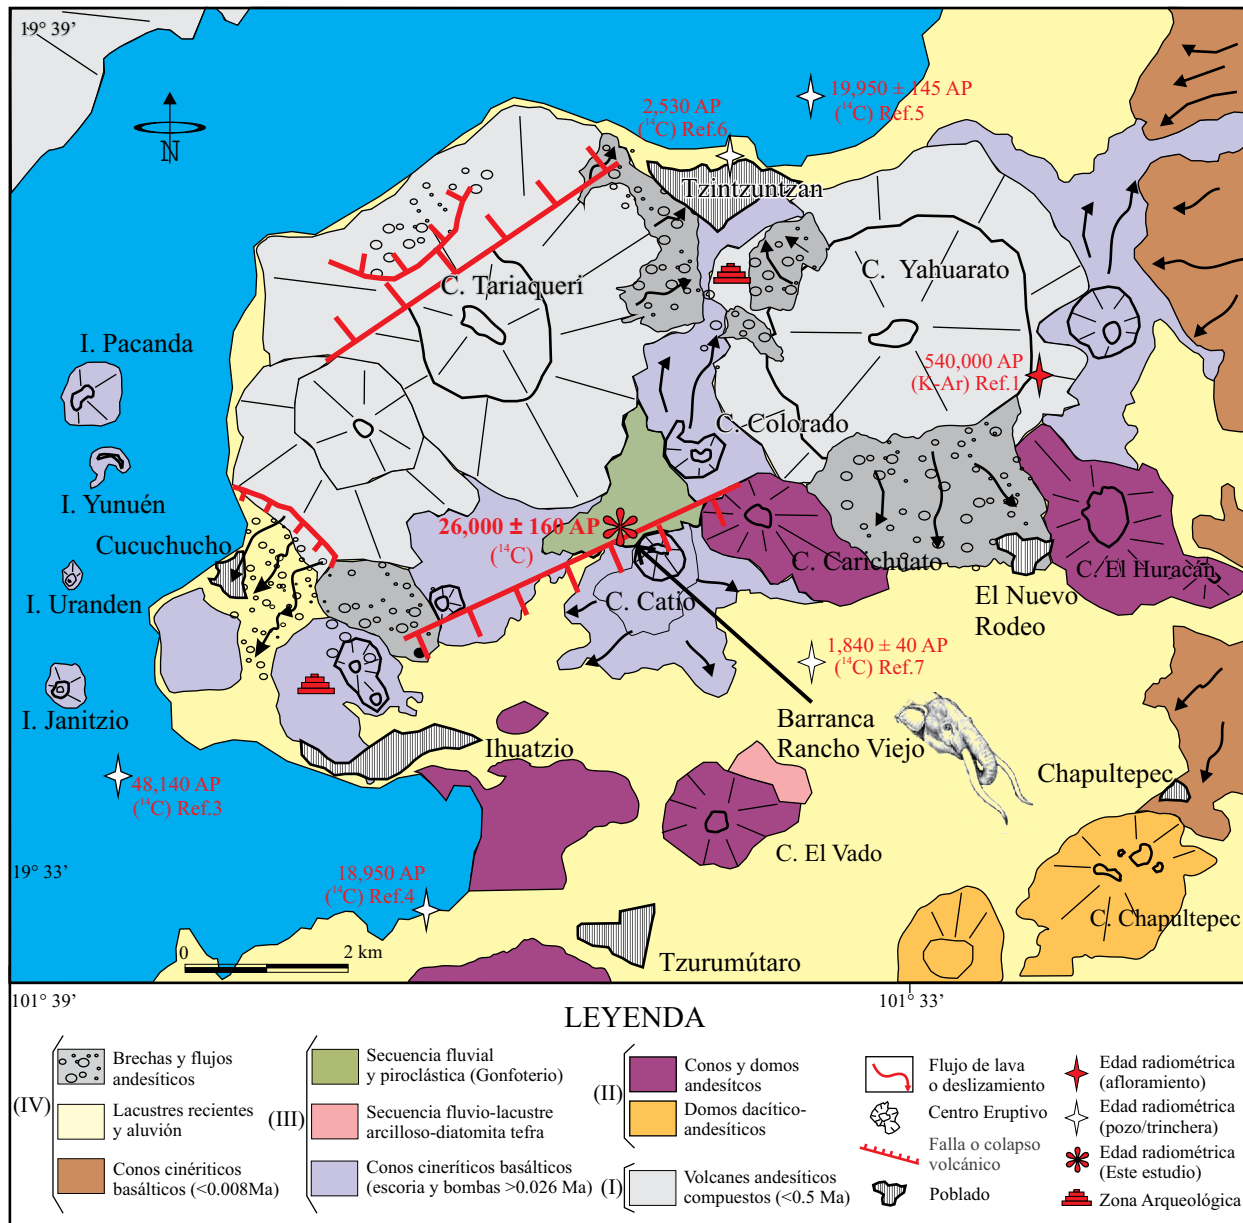 19° 39’
N
2,530 AP
(14C) Ref.6
19,950 ± 145 AP
(14C) Ref.5
Tzintzuntzan
C. Tariaqueri
C. Yahuarato
I. Pacanda
540,000 AP
(K-Ar) Ref.1
C. Colorado
I. Yunuén
Cucuchucho
26,000 ± 160 AP
(14C)
C. Carichuato
C. El Huracán
I. Uranden
C. Catio
El Nuevo
Rodeo
1,840 ± 40 AP
(14C) Ref.7
I. Janitzio
Ihuatzio
Barranca
Rancho Viejo
48,140 AP
(14C) Ref.3
Chapultepec
C. El Vado
19° 33’
18,950 AP
(14C) Ref.4
C. Chapultepec
0 2 km
Tzurumútaro
101° 39’
101° 33’
LEYENDA
(IV)
Brechas y flujos
andesíticos
Lacustres recientes
y aluvión
Conos cinériticos
basálticos (<0.008Ma)
(III)
Secuencia fluvial
y piroclástica (Gonfoterio)
Secuencia fluvio-lacustre
arcilloso-diatomita tefra
Conos cineríticos basálticos
(escoria y bombas >0.026 Ma)
(II)
Conos y domos
andesítcos
Domos dacítico-
andesíticos
(I)
Volcanes andesíticos
compuestos (<0.5 Ma)
Flujo de lava
o deslizamiento
Centro Eruptivo
Falla o colapso
volcánico
Poblado
Edad radiométrica
(afloramiento)
Edad radiométrica
(pozo/trinchera)
Edad radiométrica
(Este estudio)
Zona Arqueológica